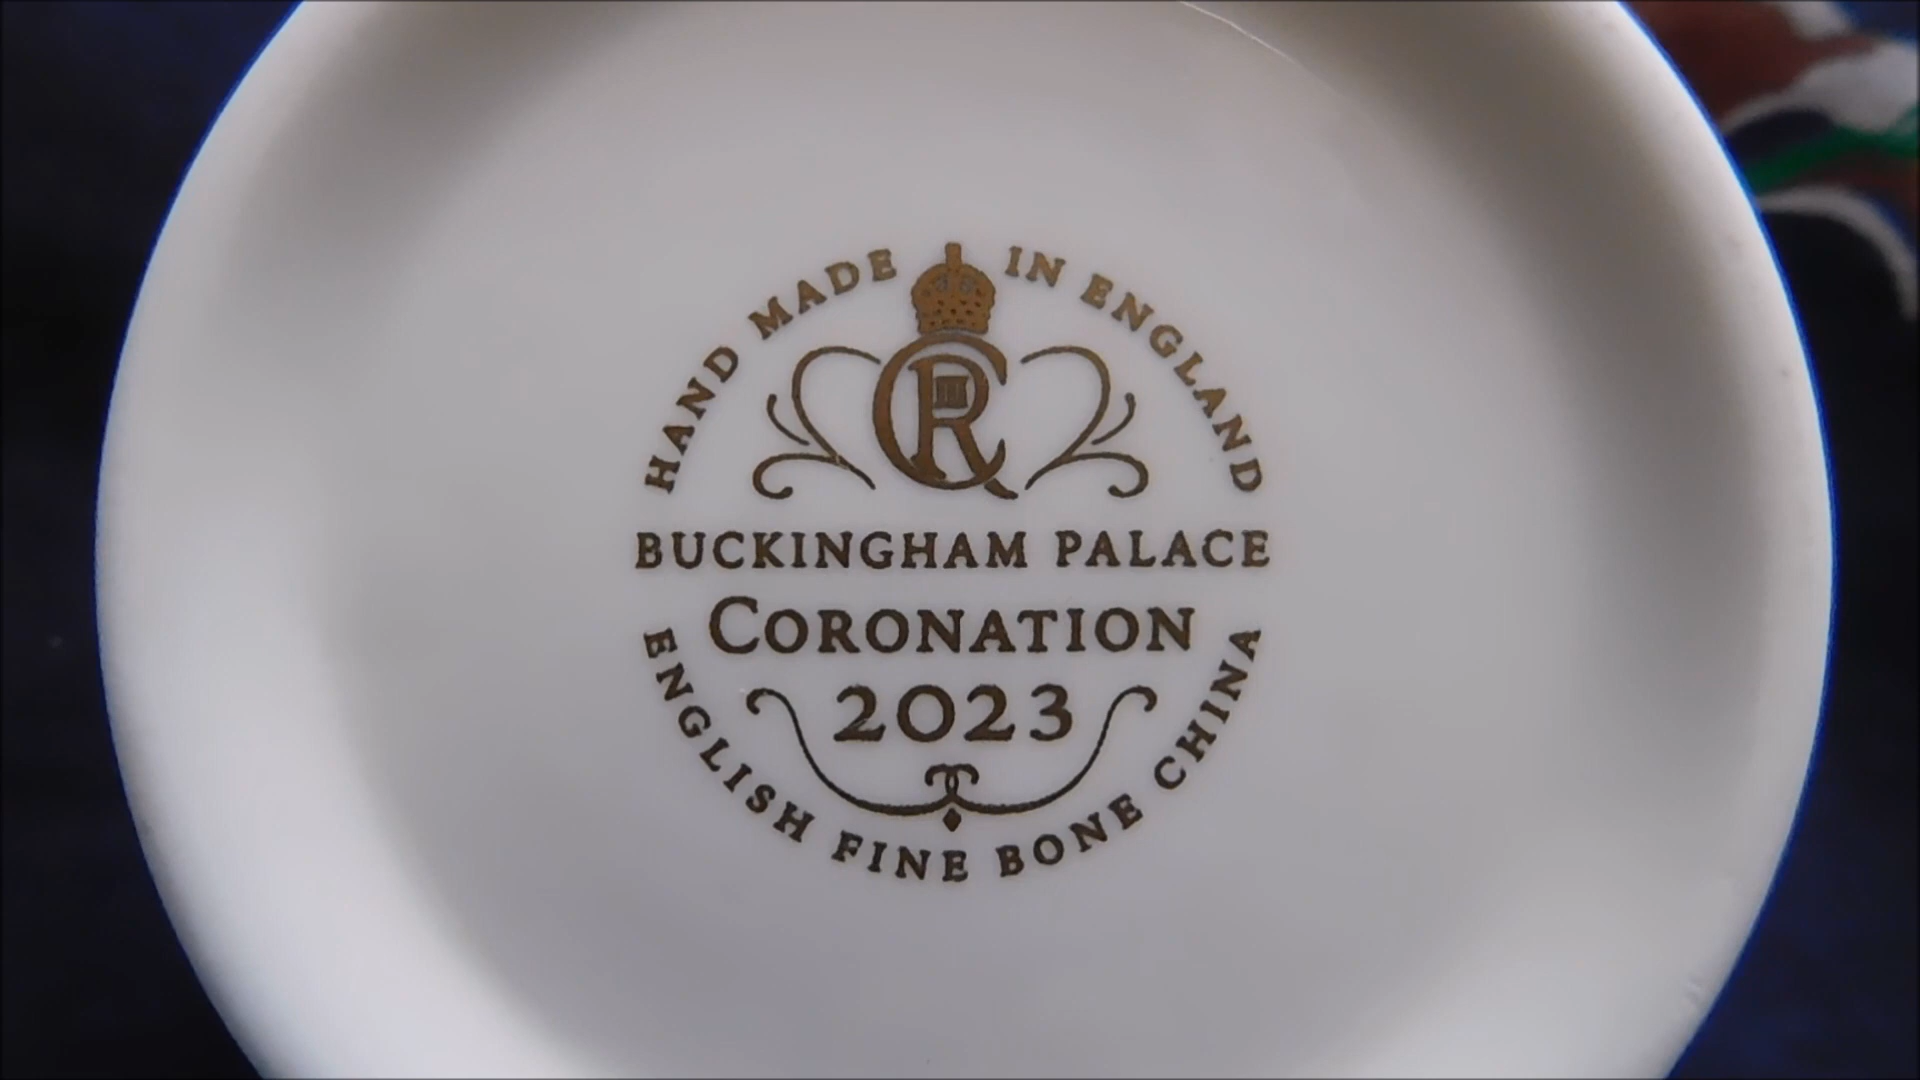 HAND MADE IN ENGLAND
CR
III
BUCKINGHAM PALACE
CORONATION
2023
ENGLISH FINE BONE CHINA